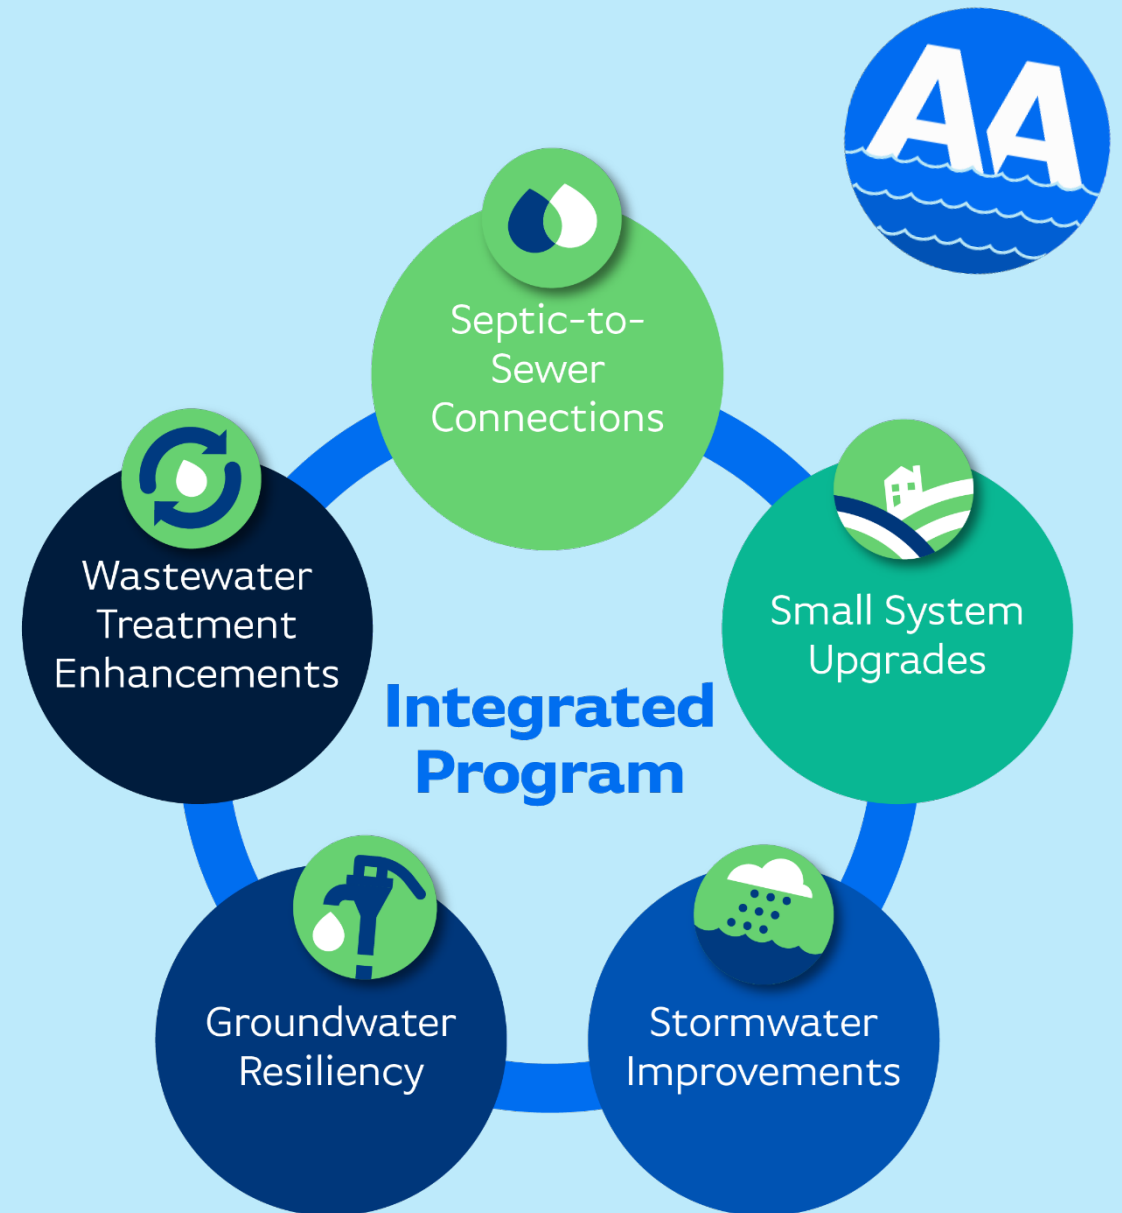 AA
Septic-to-
Sewer
Connections
Wastewater
Treatment
Enhancements
Small System
Upgrades
Integrated
Program
Groundwater
Resiliency
Stormwater
Improvements